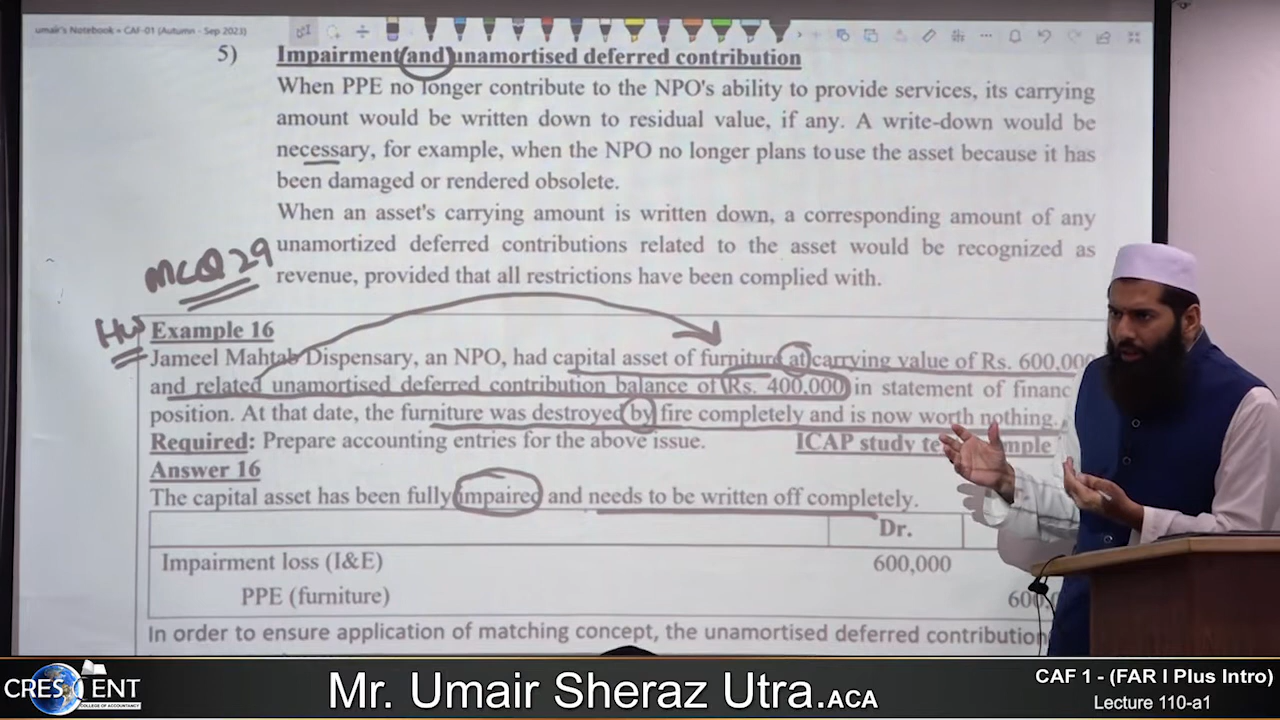 umair's Notebook » CAF-01 (Autumn - Sep 2023)
5) Impairment and unamortised deferred contribution
When PPE no longer contribute to the NPO's ability to provide services, its carrying
amount would be written down to residual value, if any. A write-down would be
necessary, for example, when the NPO no longer plans to use the asset because it has
been damaged or rendered obsolete.
When an asset's carrying amount is written down, a corresponding amount of any
unamortized deferred contributions related to the asset would be recognized as
revenue, provided that all restrictions have been complied with.
MCQ 29
HW
Example 16
Jameel Mahtab Dispensary, an NPO, had capital asset of furniture at carrying value of Rs. 600,000
and related unamortised deferred contribution balance of Rs. 400,000 in statement of financ
position. At that date, the furniture was destroyed by fire completely and is now worth nothing.
Required: Prepare accounting entries for the above issue. ICAP study te mple
Answer 16
The capital asset has been fully impaired and needs to be written off completely.
Dr.
Impairment loss (I&E) 600,000
PPE (furniture) 600,0
In order to ensure application of matching concept, the unamortised deferred contribution
CRESCENT
COLLEGE OF ACCOUNTANCY
Mr. Umair Sheraz Utra.ACA
CAF 1 - (FAR I Plus Intro)
Lecture 110-a1